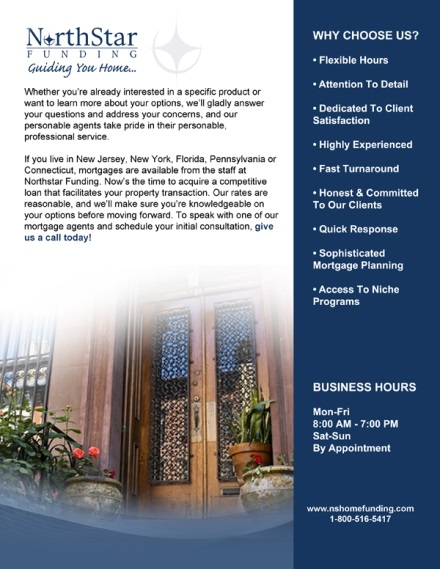 NorthStar
FUNDING
Guiding You Home...
Whether you're already interested in a specific product or
want to learn more about your options, we'll gladly answer
your questions and address your concerns, and our
personable agents take pride in their personable,
professional service.
If you live in New Jersey, New York, Florida, Pennsylvania or
Connecticut, mortgages are available from the staff at
Northstar Funding. Now's the time to acquire a competitive
loan that facilitates your property transaction. Our rates are
reasonable, and we'll make sure you're knowledgeable on
your options before moving forward. To speak with one of our
mortgage agents and schedule your initial consultation, give
us a call today!
WHY CHOOSE US?
• Flexible Hours
• Attention To Detail
• Dedicated To Client
Satisfaction
• Highly Experienced
• Fast Turnaround
• Honest & Committed
To Our Clients
• Quick Response
• Sophisticated
Mortgage Planning
• Access To Niche
Programs
BUSINESS HOURS
Mon-Fri
8:00 AM - 7:00 PM
Sat-Sun
By Appointment
www.nshomefunding.com
1-800-516-5417